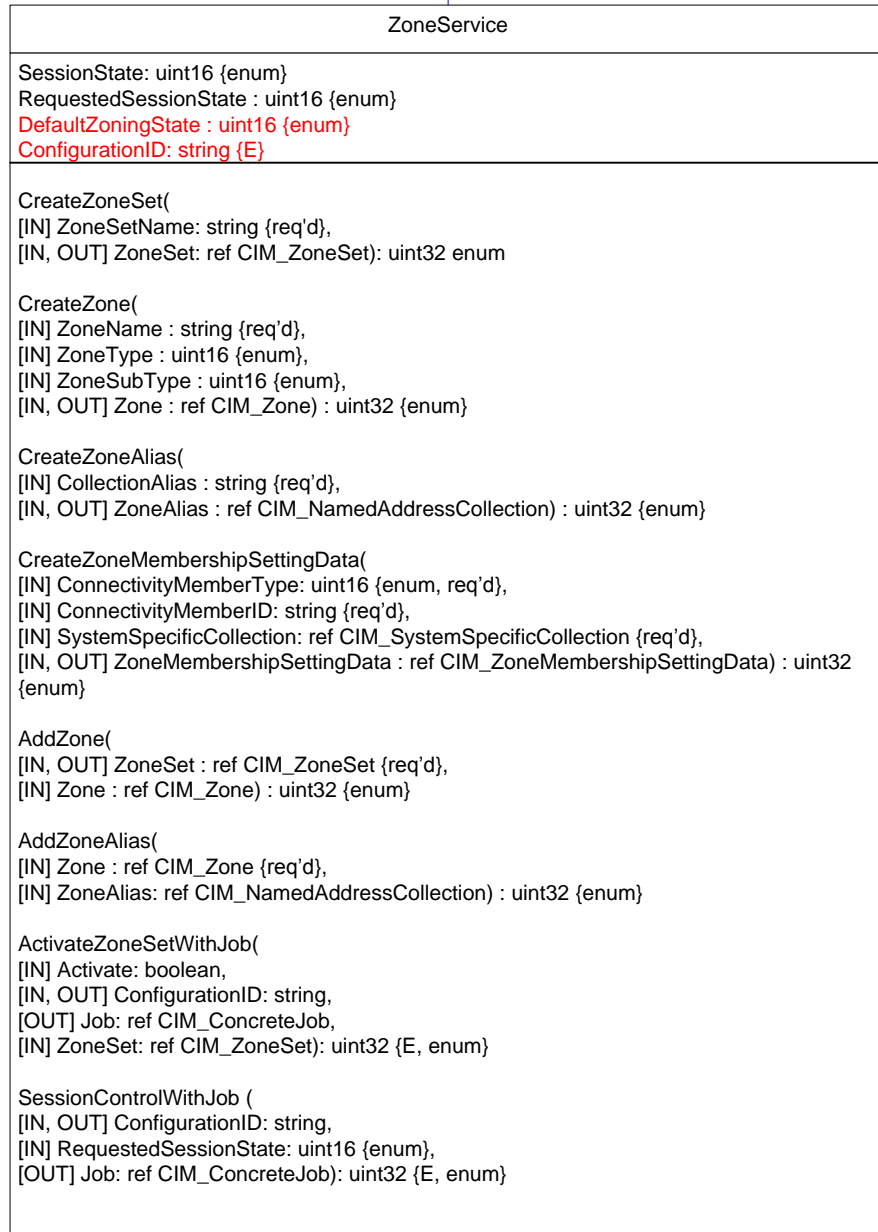 ZoneService
SessionState: uint16 {enum}
RequestedSessionState : uint16 {enum}
DefaultZoningState : uint16 {enum}
ConfigurationID: string {E}
CreateZoneSet(
[IN] ZoneSetName: string {req'd},
[IN, OUT] ZoneSet: ref CIM_ZoneSet): uint32 enum
CreateZone(
[IN] ZoneName : string {req’d},
[IN] ZoneType : uint16 {enum},
[IN] ZoneSubType : uint16 {enum},
[IN, OUT] Zone : ref CIM_Zone) : uint32 {enum}
CreateZoneAlias(
[IN] CollectionAlias : string {req’d},
[IN, OUT] ZoneAlias : ref CIM_NamedAddressCollection) : uint32 {enum}
CreateZoneMembershipSettingData(
[IN] ConnectivityMemberType: uint16 {enum, req’d},
[IN] ConnectivityMemberID: string {req’d},
[IN] SystemSpecificCollection: ref CIM_SystemSpecificCollection {req’d},
[IN, OUT] ZoneMembershipSettingData : ref CIM_ZoneMembershipSettingData) : uint32
{enum}
AddZone(
[IN, OUT] ZoneSet : ref CIM_ZoneSet {req’d},
[IN] Zone : ref CIM_Zone) : uint32 {enum}
AddZoneAlias(
[IN] Zone : ref CIM_Zone {req’d},
[IN] ZoneAlias: ref CIM_NamedAddressCollection) : uint32 {enum}
ActivateZoneSetWithJob(
[IN] Activate: boolean,
[IN, OUT] ConfigurationID: string,
[OUT] Job: ref CIM_ConcreteJob,
[IN] ZoneSet: ref CIM_ZoneSet): uint32 {E, enum}
SessionControlWithJob (
[IN, OUT] ConfigurationID: string,
[IN] RequestedSessionState: uint16 {enum},
[OUT] Job: ref CIM_ConcreteJob): uint32 {E, enum}